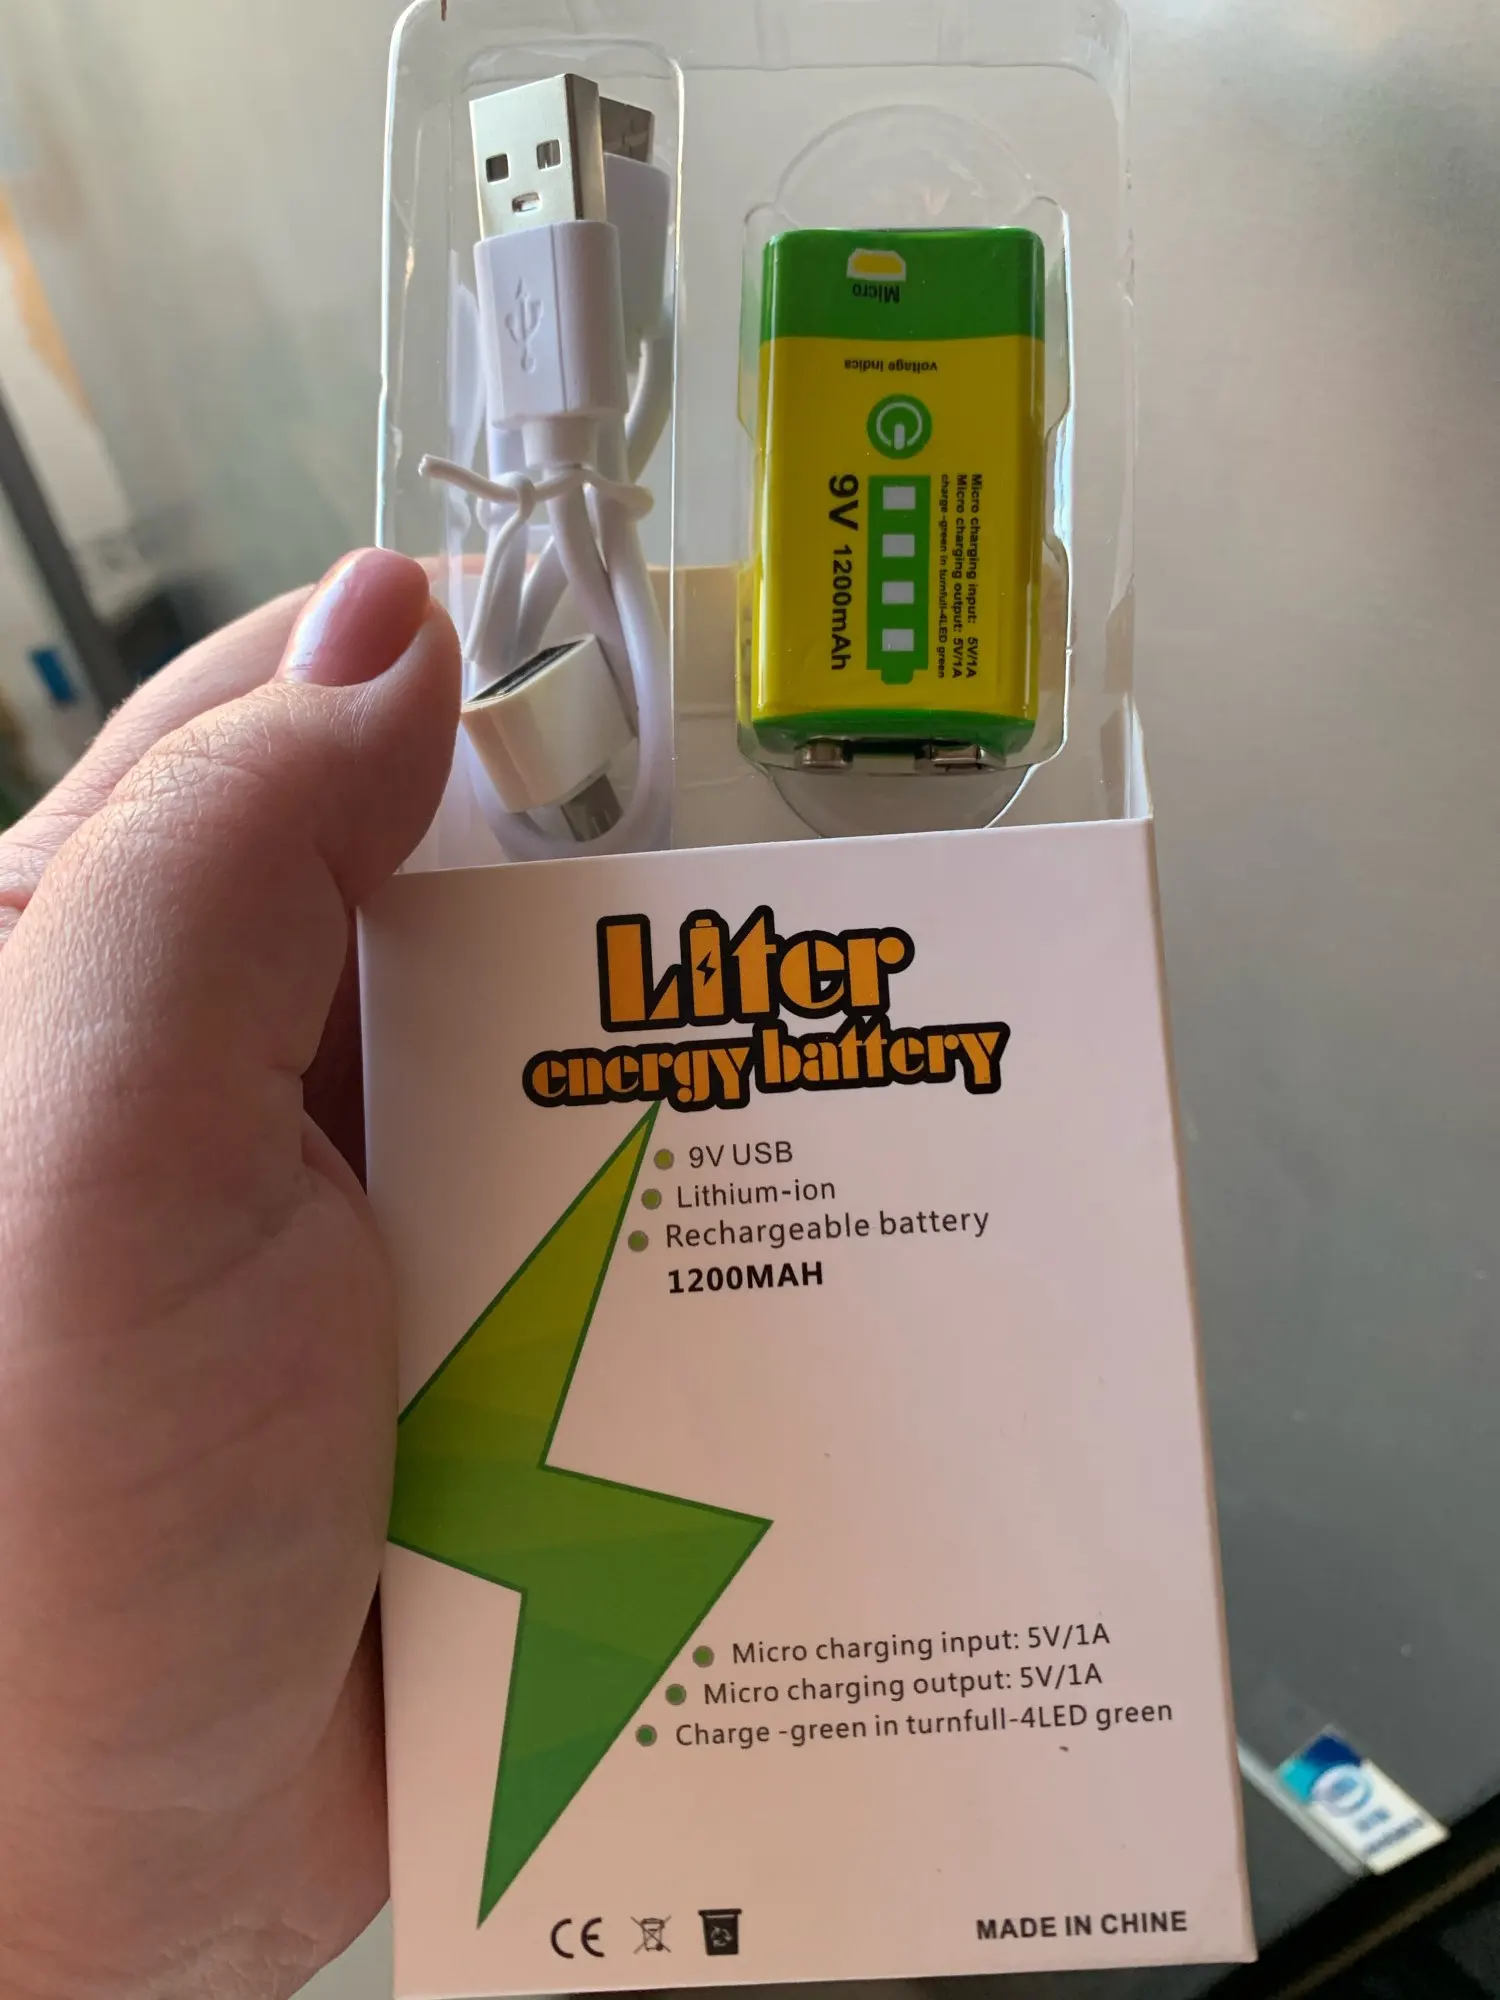 Micro
voltage indica
9V 1200mAh
Micro charging input: 5V/1A
Micro charging output: 5V/1A
charge-green in turnfull-4LED green
Liter
energy battery
9V USB
Lithium-ion
Rechargeable battery
1200MAH
Micro charging input: 5V/1A
Micro charging output: 5V/1A
Charge -green in turnfull-4LED green
CE
MADE IN CHINE